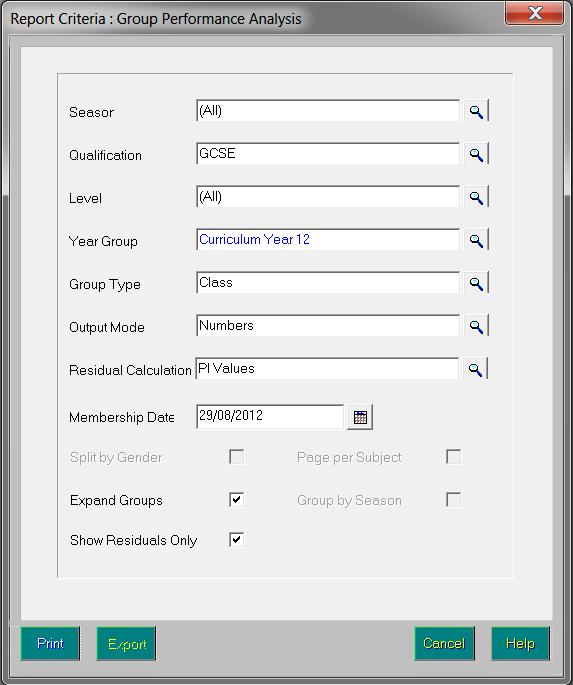 Report Criteria : Group Performance Analysis
Seasor (All)
Qualification GCSE
Level (All)
Year Group Curriculum Year 12
Group Type Class
Output Mode Numbers
Residual Calculation PI Values
Membership Date 29/08/2012
Split by Gender Page per Subject
Expand Groups Group by Season
Show Residuals Only
Print Export Cancel Help